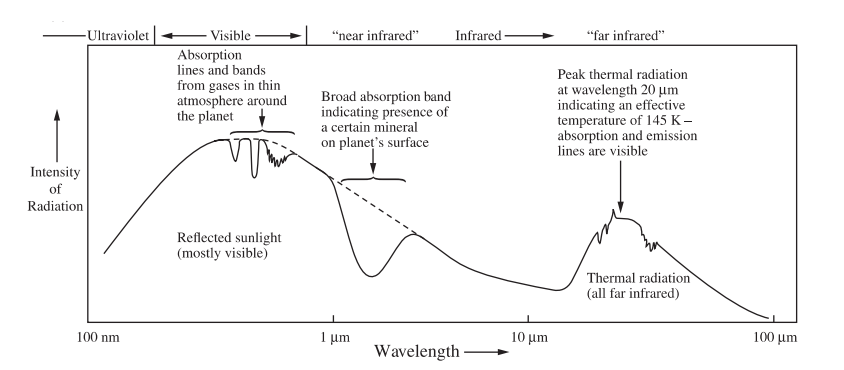 Ultraviolet
Visible
“near infrared”
Infrared
“far infrared”
Absorption
lines and bands
from gases in thin
atmosphere around
the planet
Broad absorption band
indicating presence of
a certain mineral
on planet’s surface
Peak thermal radiation
at wavelength 20 μm
indicating an effective
temperature of 145 K –
absorption and emission
lines are visible
Intensity
of
Radiation
Reflected sunlight
(mostly visible)
Thermal radiation
(all far infrared)
100 nm
1 μm
10 μm
100 μm
Wavelength